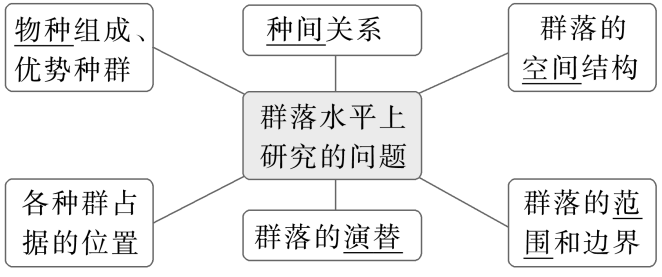 物种组成、
优势种群
种间关系
群落的
空间结构
群落水平上
研究的问题
各种群占
据的位置
群落的演替
群落的范
围和边界